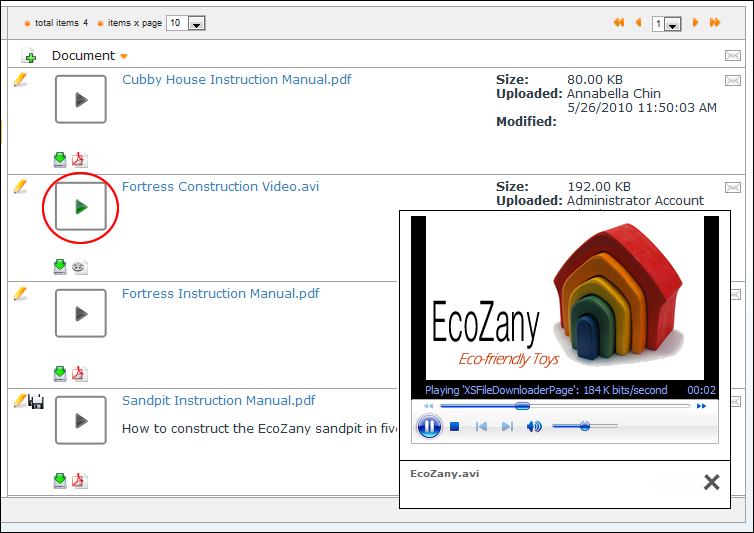 total items 4 items x page 10 1
Document
Cubby House Instruction Manual.pdf
Size: 80.00 KB
Uploaded: Annabella Chin
5/26/2010 11:50:03 AM
Modified:
Fortress Construction Video.avi
Size: 192.00 KB
Uploaded: Administrator Account
EcoZany
Eco-friendly Toys
Fortress Instruction Manual.pdf
Playing 'XSFileDownloaderPage': 184 K bits/second 00:02
Sandpit Instruction Manual.pdf
How to construct the EcoZany sandpit in five
EcoZany.avi